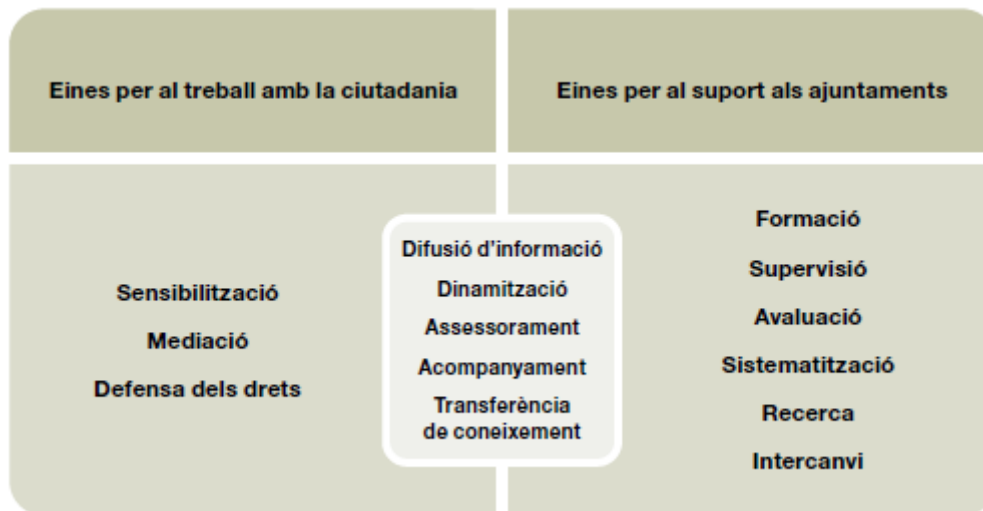 Eines per al treball amb la ciutadania
Eines per al suport als ajuntaments
Sensibilització
Mediació
Defensa dels drets
Difusió d'informació
Dinamització
Assessorament
Acompanyament
Transferència
de coneixement
Formació
Supervisió
Avaluació
Sistematització
Recerca
Intercanvi